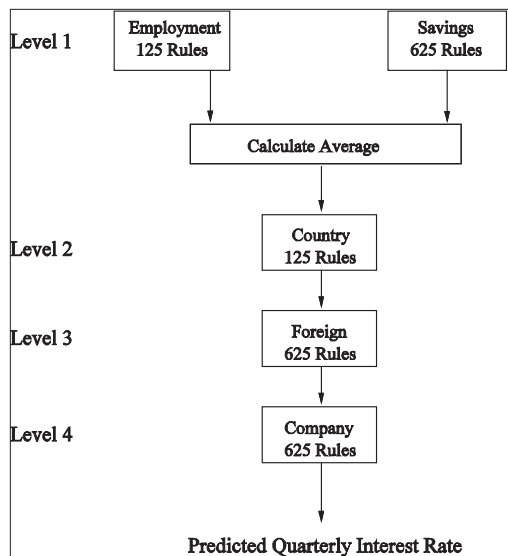 Level 1
Employment
125 Rules
Savings
625 Rules
Calculate Average
Level 2
Country
125 Rules
Level 3
Foreign
625 Rules
Level 4
Company
625 Rules
Predicted Quarterly Interest Rate